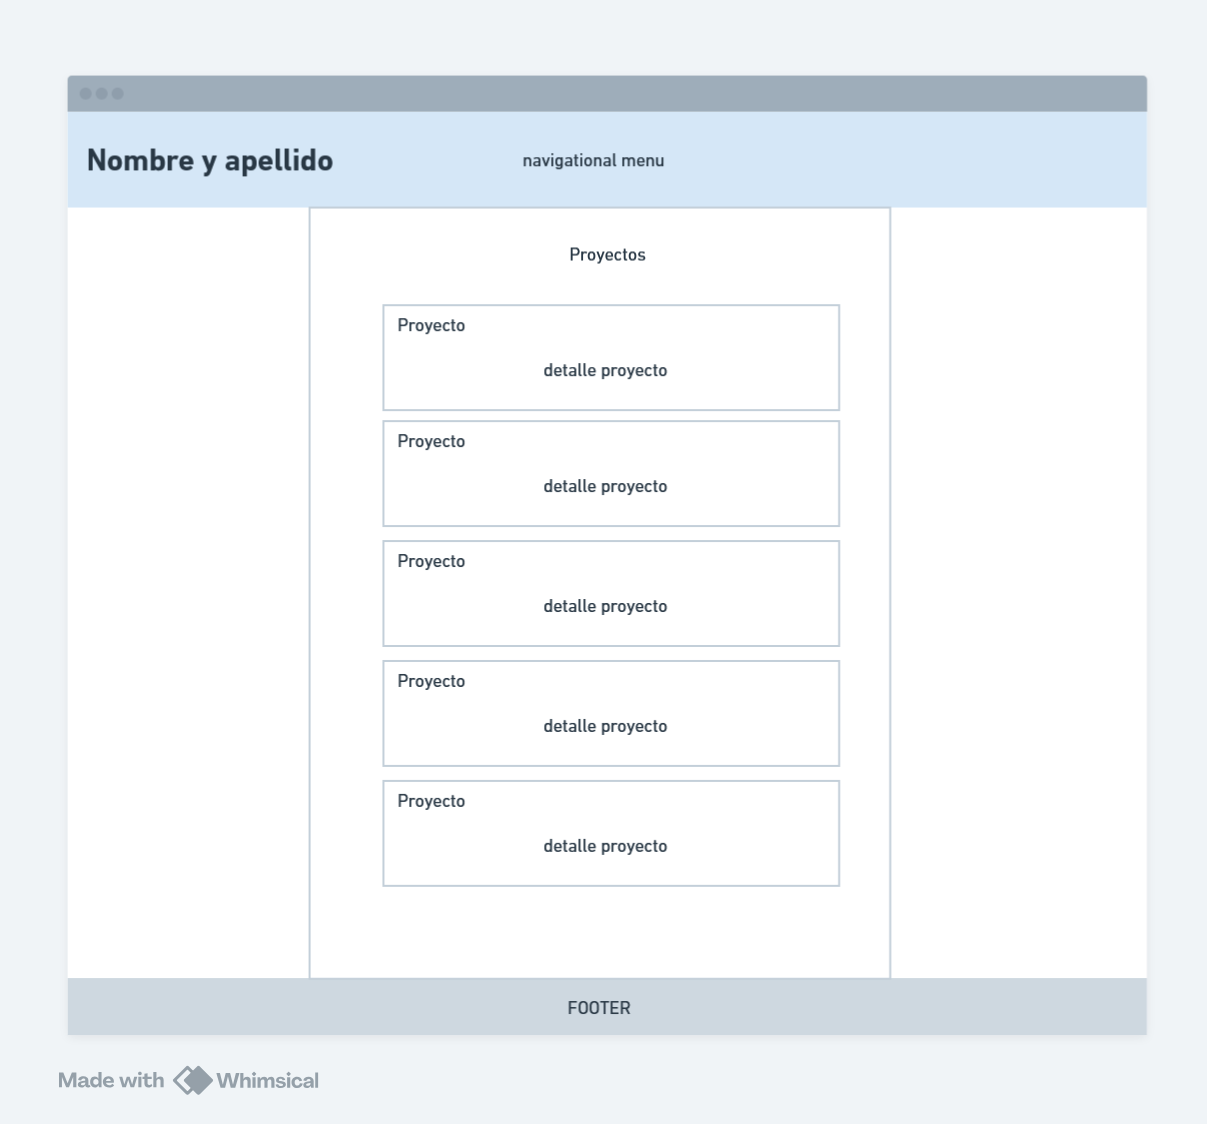 Nombre y apellido
navigational menu
Proyectos
Proyecto
detalle proyecto
Proyecto
detalle proyecto
Proyecto
detalle proyecto
Proyecto
detalle proyecto
Proyecto
detalle proyecto
FOOTER
Made with Whimsical